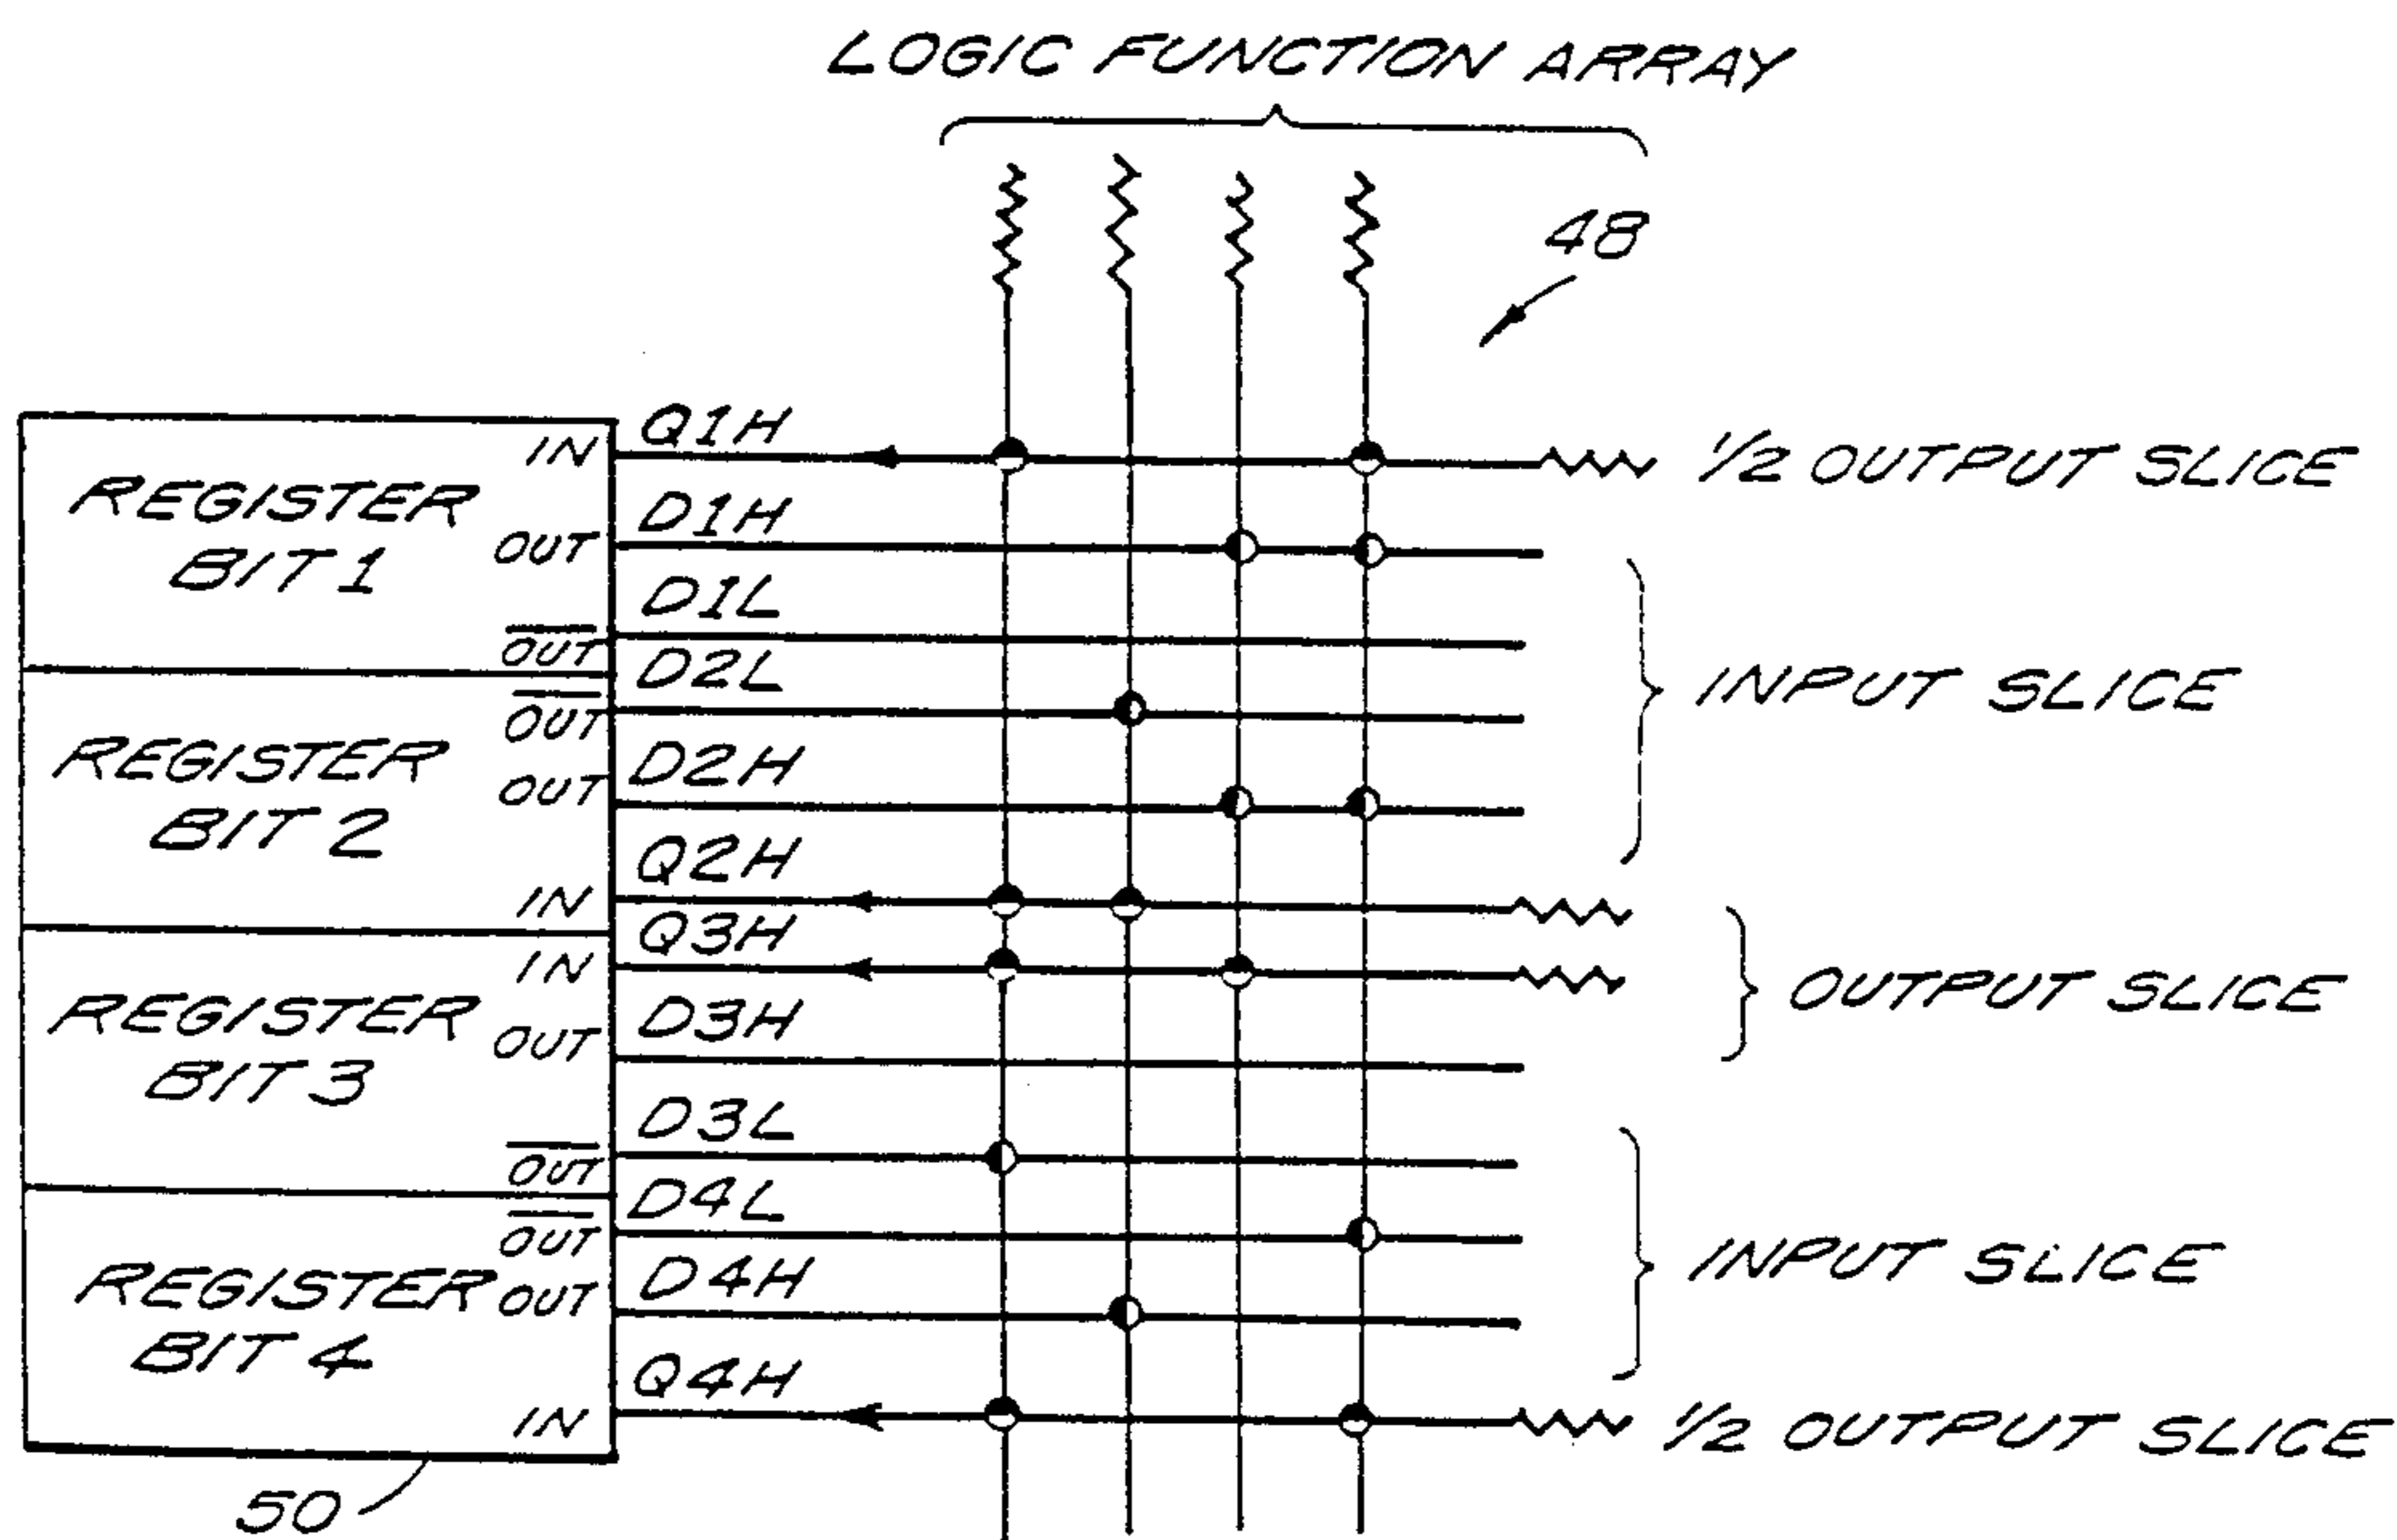 LOGIC FUNCTION ARRAY
48
REGISTER
BIT 1
IN
Q1H
1/2 OUTPUT SLICE
OUT
D1H
OUT
D1L
INPUT SLICE
REGISTER
BIT 2
OUT
D2L
OUT
D2H
IN
Q2H
OUTPUT SLICE
REGISTER
BIT 3
IN
Q3H
OUT
D3H
OUT
D3L
INPUT SLICE
REGISTER
BIT 4
OUT
D4L
OUT
D4H
IN
Q4H
1/2 OUTPUT SLICE
50